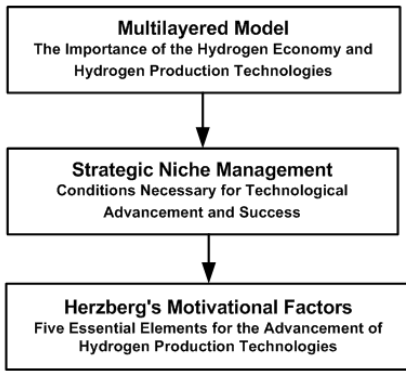 Multilayered Model
The Importance of the Hydrogen Economy and
Hydrogen Production Technologies
Strategic Niche Management
Conditions Necessary for Technological
Advancement and Success
Herzberg's Motivational Factors
Five Essential Elements for the Advancement of
Hydrogen Production Technologies